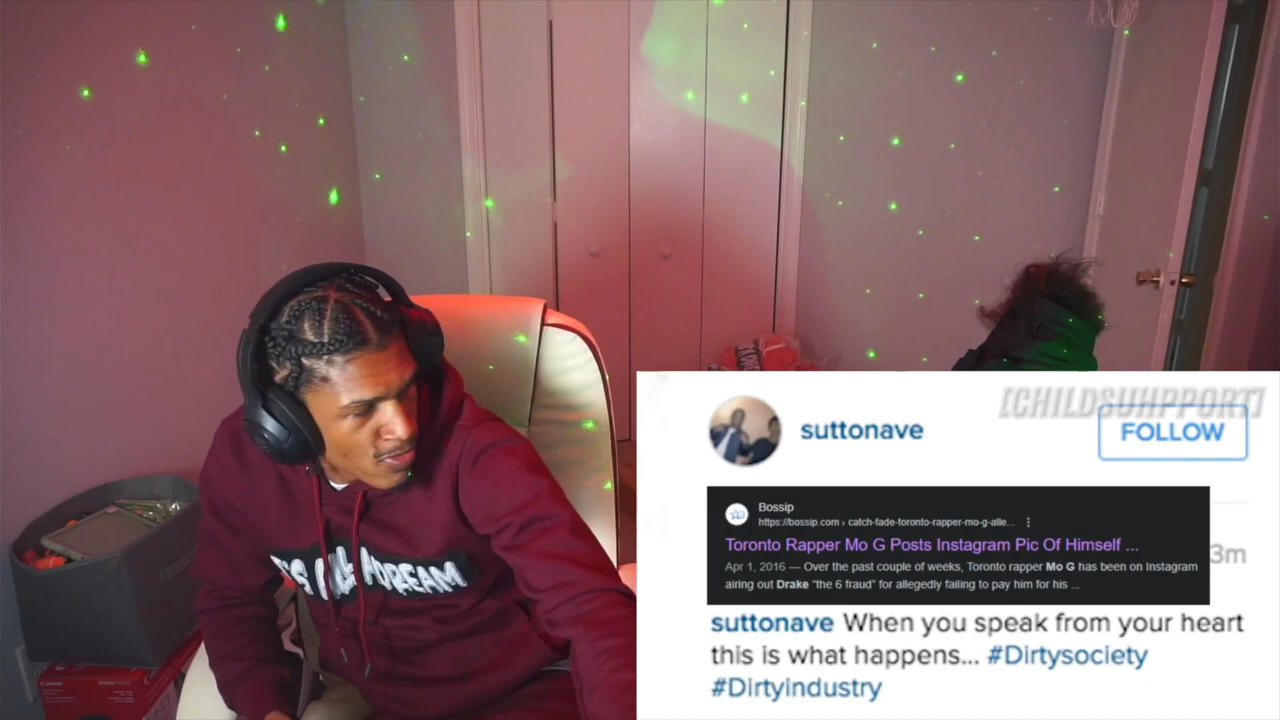 [CHILDSUHPPORT]
suttonave
FOLLOW
Bossip
https://bossip.com › catch-fade-toronto-rapper-mo-g-alle...
Toronto Rapper Mo G Posts Instagram Pic Of Himself ...
Apr 1, 2016 — Over the past couple of weeks, Toronto rapper Mo G has been on Instagram
airing out Drake "the 6 fraud" for allegedly failing to pay him for his ...
3m
suttonave When you speak from your heart
this is what happens... #Dirtysociety
#Dirtyindustry
DREAM
Canon